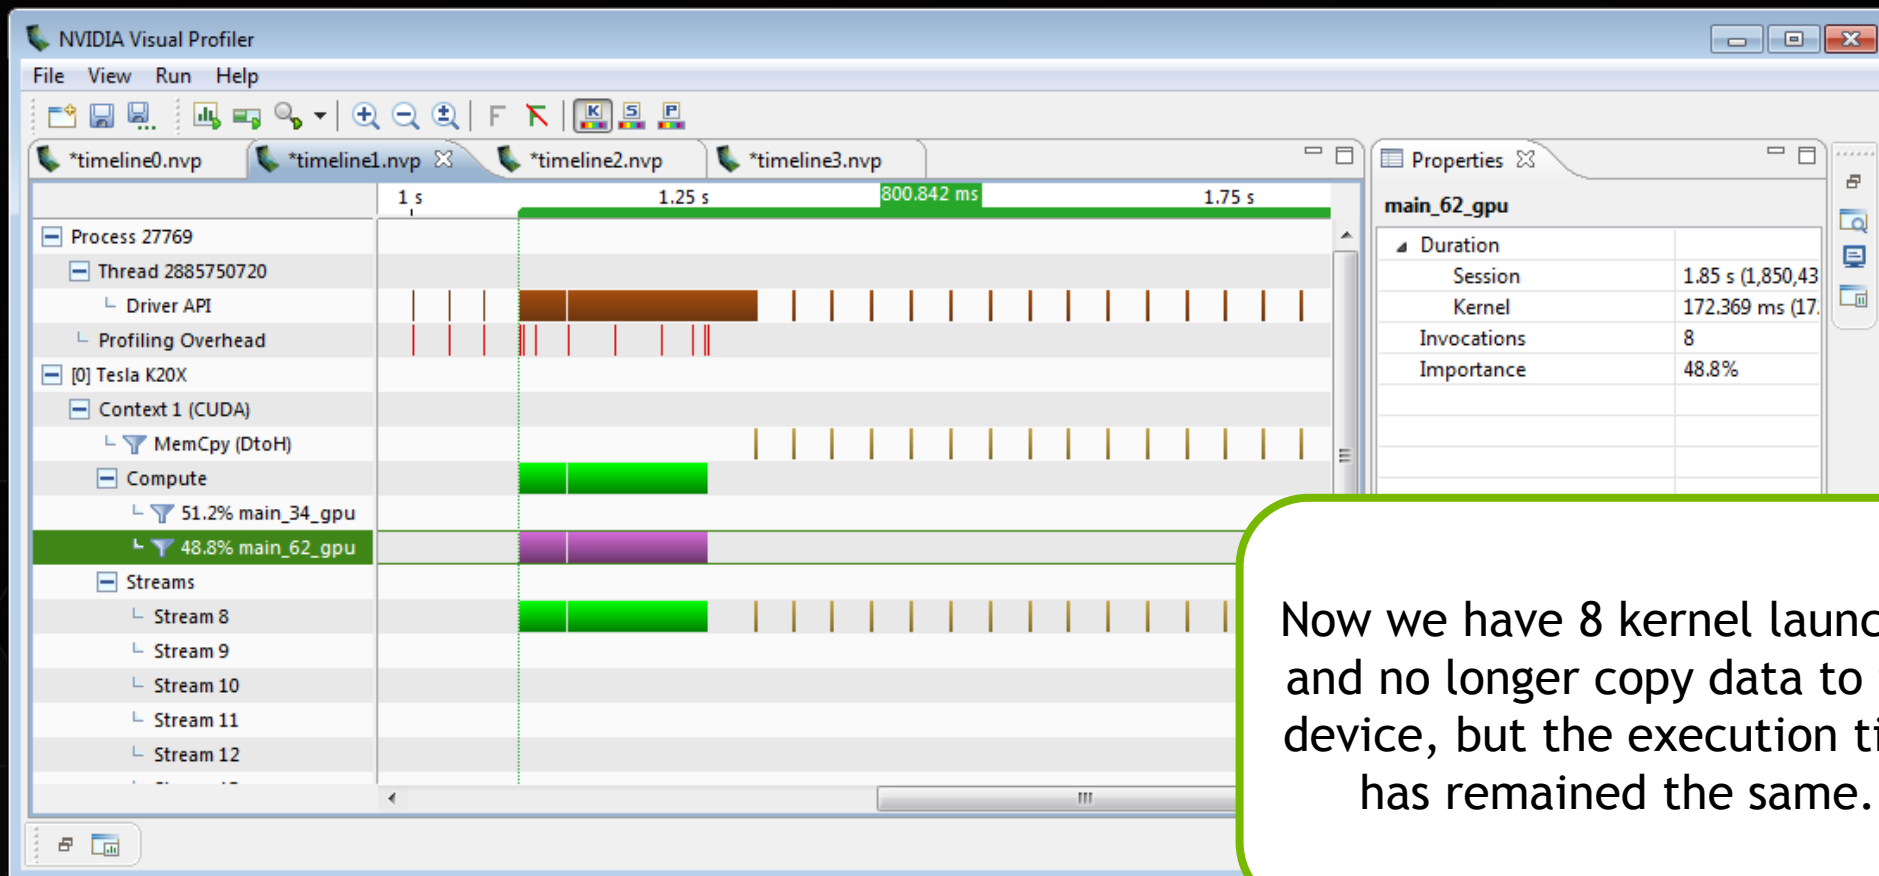 NVIDIA Visual Profiler
File View Run Help
*timeline0.nvp *timeline1.nvp *timeline2.nvp *timeline3.nvp
1 s 1.25 s 800.842 ms 1.75 s
Process 27769
Thread 2885750720
Driver API
Profiling Overhead
[0] Tesla K20X
Context 1 (CUDA)
MemCpy (DtoH)
Compute
51.2% main_34_gpu
48.8% main_62_gpu
Streams
Stream 8
Stream 9
Stream 10
Stream 11
Stream 12
Properties
main_62_gpu
Duration
Session 1.85 s (1,850,43
Kernel 172.369 ms (17
Invocations 8
Importance 48.8%
Now we have 8 kernel launc
and no longer copy data to
device, but the execution ti
has remained the same.